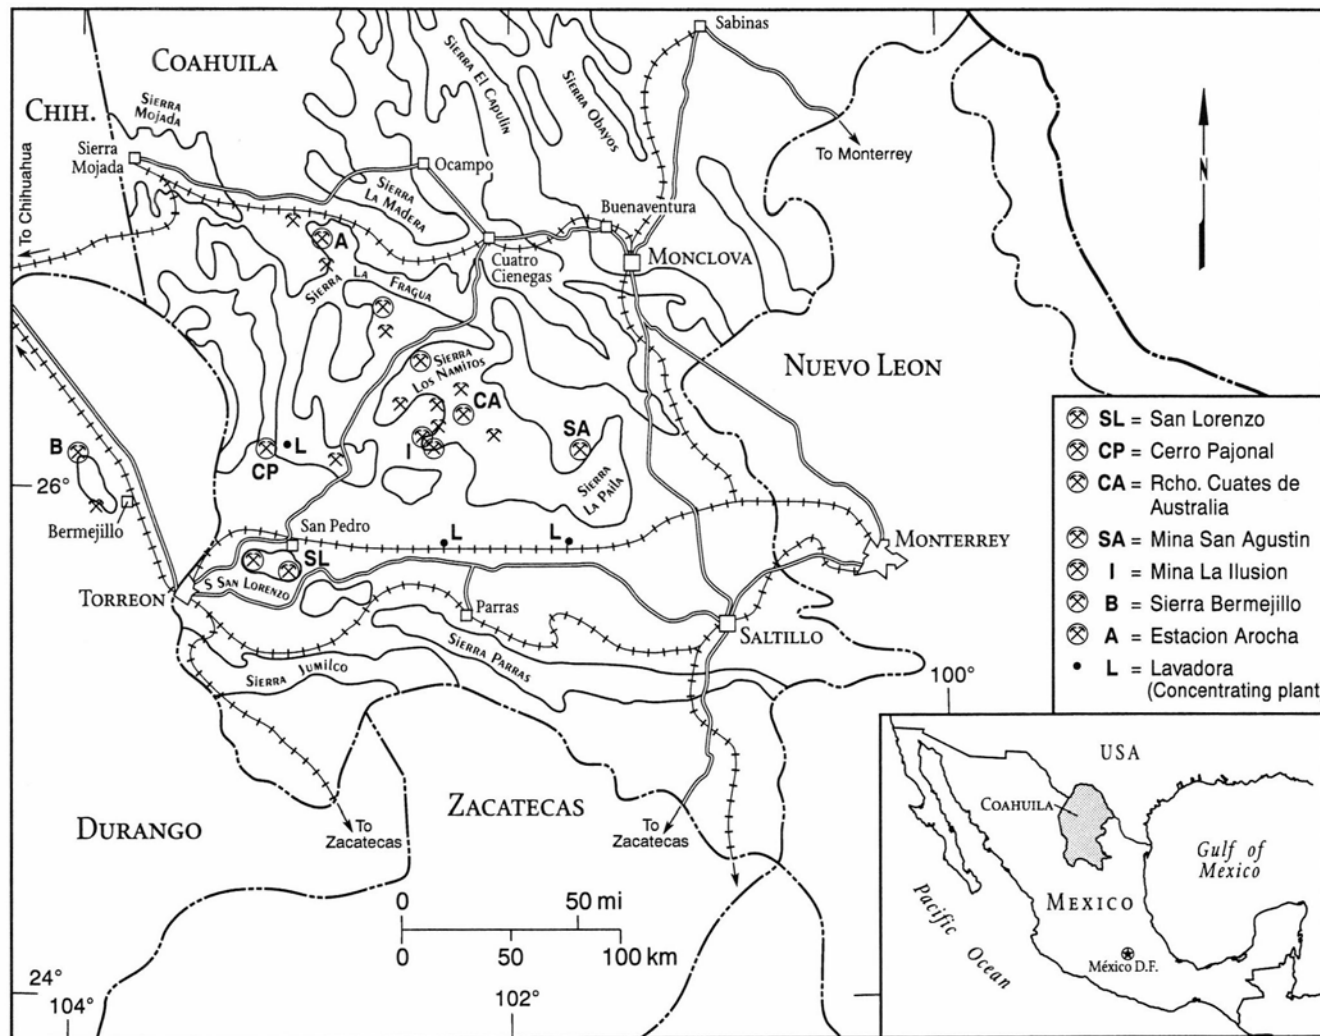 Sabinas
COAHUILA
CHIH.
SIERRA
MOJADA
SIERRA EL CAPULIN
SIERRA OBAYOS
To Monterrey
N
To Chihuahua
Sierra
Mojada
Ocampo
SIERRA
LA MADERA
Buenaventura
A
Cuatro
Cienegas
MONCLOVA
SIERRA LA FRAGUA
SIERRA
LOS NAMITOS
NUEVO LEON
CA
SA
B
CP
L
I
SIERRA
LA PAILA
26°
Bermejillo
San Pedro
L
L
MONTERREY
SL
S SAN LORENZO
TORREON
Parras
SALTILLO
SIERRA PARRAS
SIERRA JUMILCO
100°
SL = San Lorenzo
CP = Cerro Pajonal
CA = Rcho. Cuates de
Australia
SA = Mina San Agustin
I = Mina La Ilusion
B = Sierra Bermejillo
A = Estacion Arocha
L = Lavadora
(Concentrating plant
DURANGO
ZACATECAS
To
Zacatecas
To
Zacatecas
0 50 mi
0 50 100 km
24°
104°
102°
USA
COAHUILA
Gulf of
Mexico
MEXICO
Pacific Ocean
México D.F.